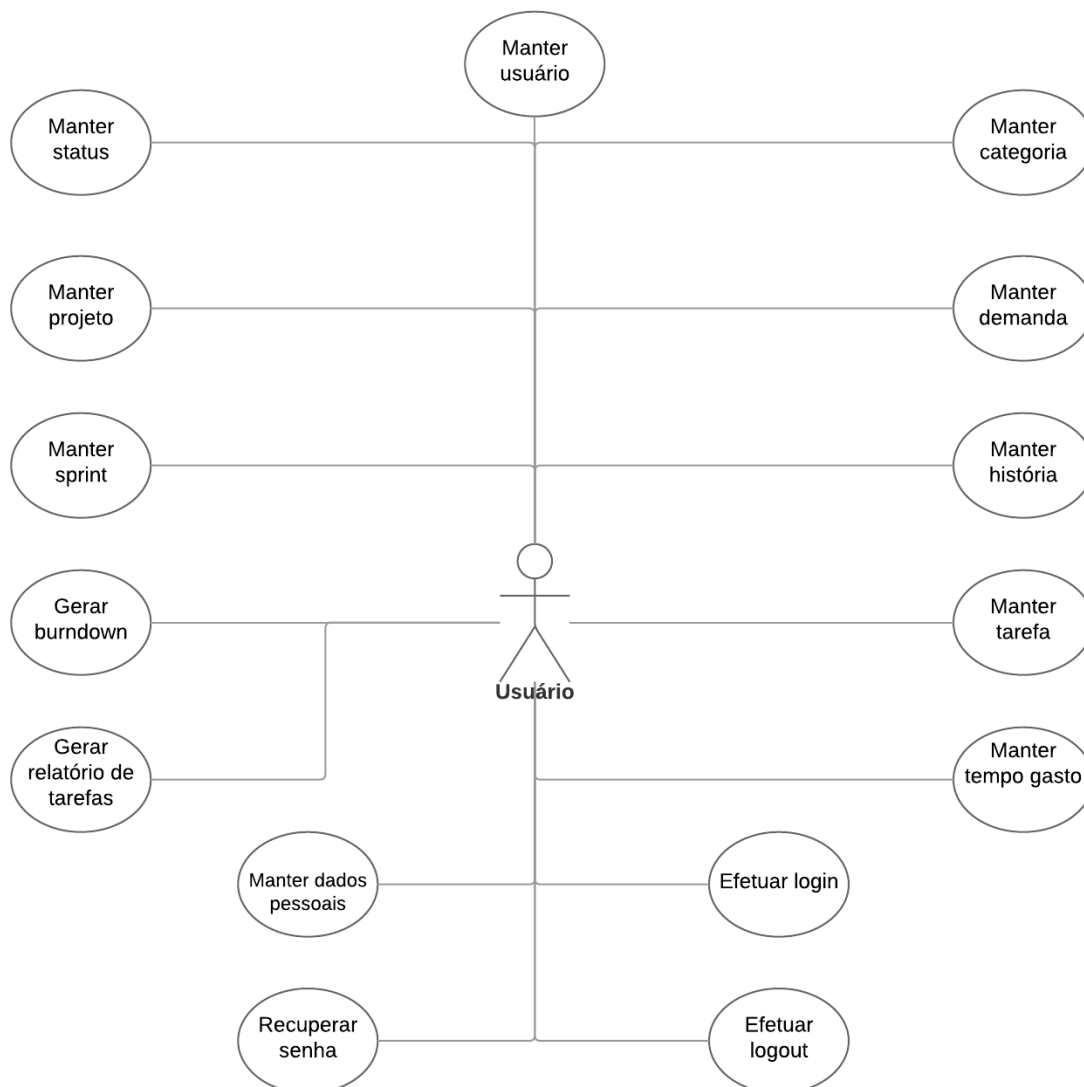 Manter
usuário
Manter
status
Manter
categoria
Manter
projeto
Manter
demanda
Manter
sprint
Manter
história
Gerar
burndown
Manter
tarefa
Usuário
Gerar
relatório de
tarefas
Manter
tempo gasto
Manter dados
pessoais
Efetuar login
Recuperar
senha
Efetuar
logout